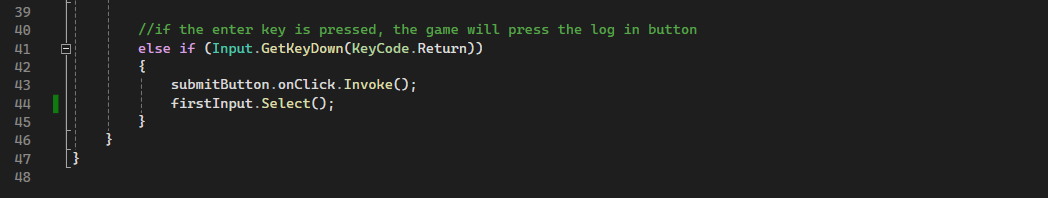 39
40 //if the enter key is pressed, the game will press the log in button
41 else if (Input.GetKeyDown(KeyCode.Return))
42 {
43 submitButton.onClick.Invoke();
44 firstInput.Select();
45 }
46 }
47 }
48